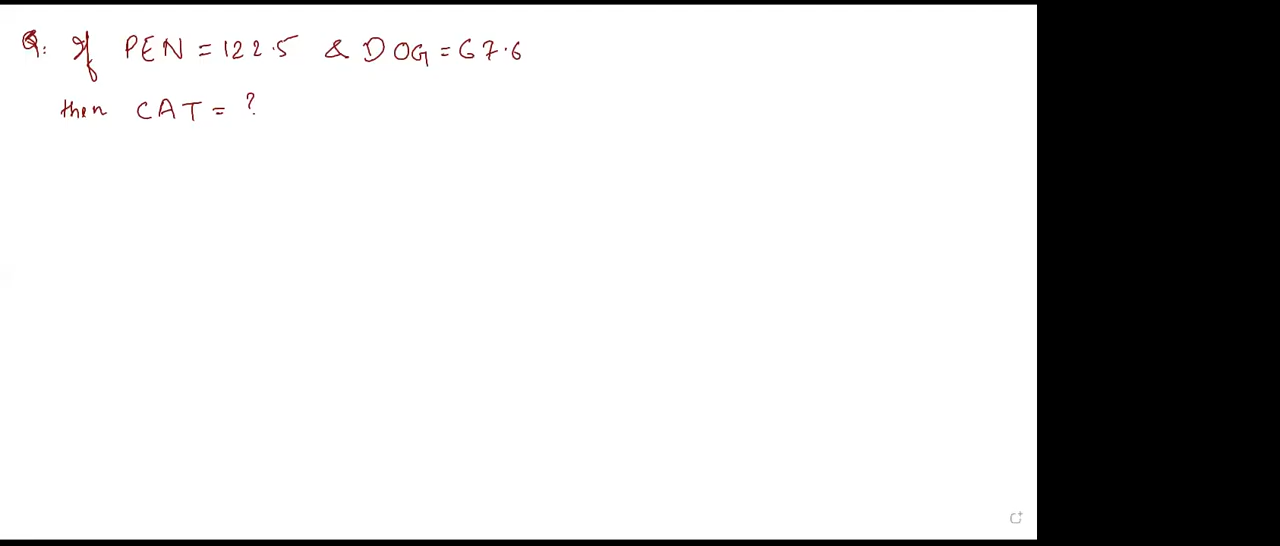 Q. If PEN = 122.5 & DOG = 67.6
then CAT = ?